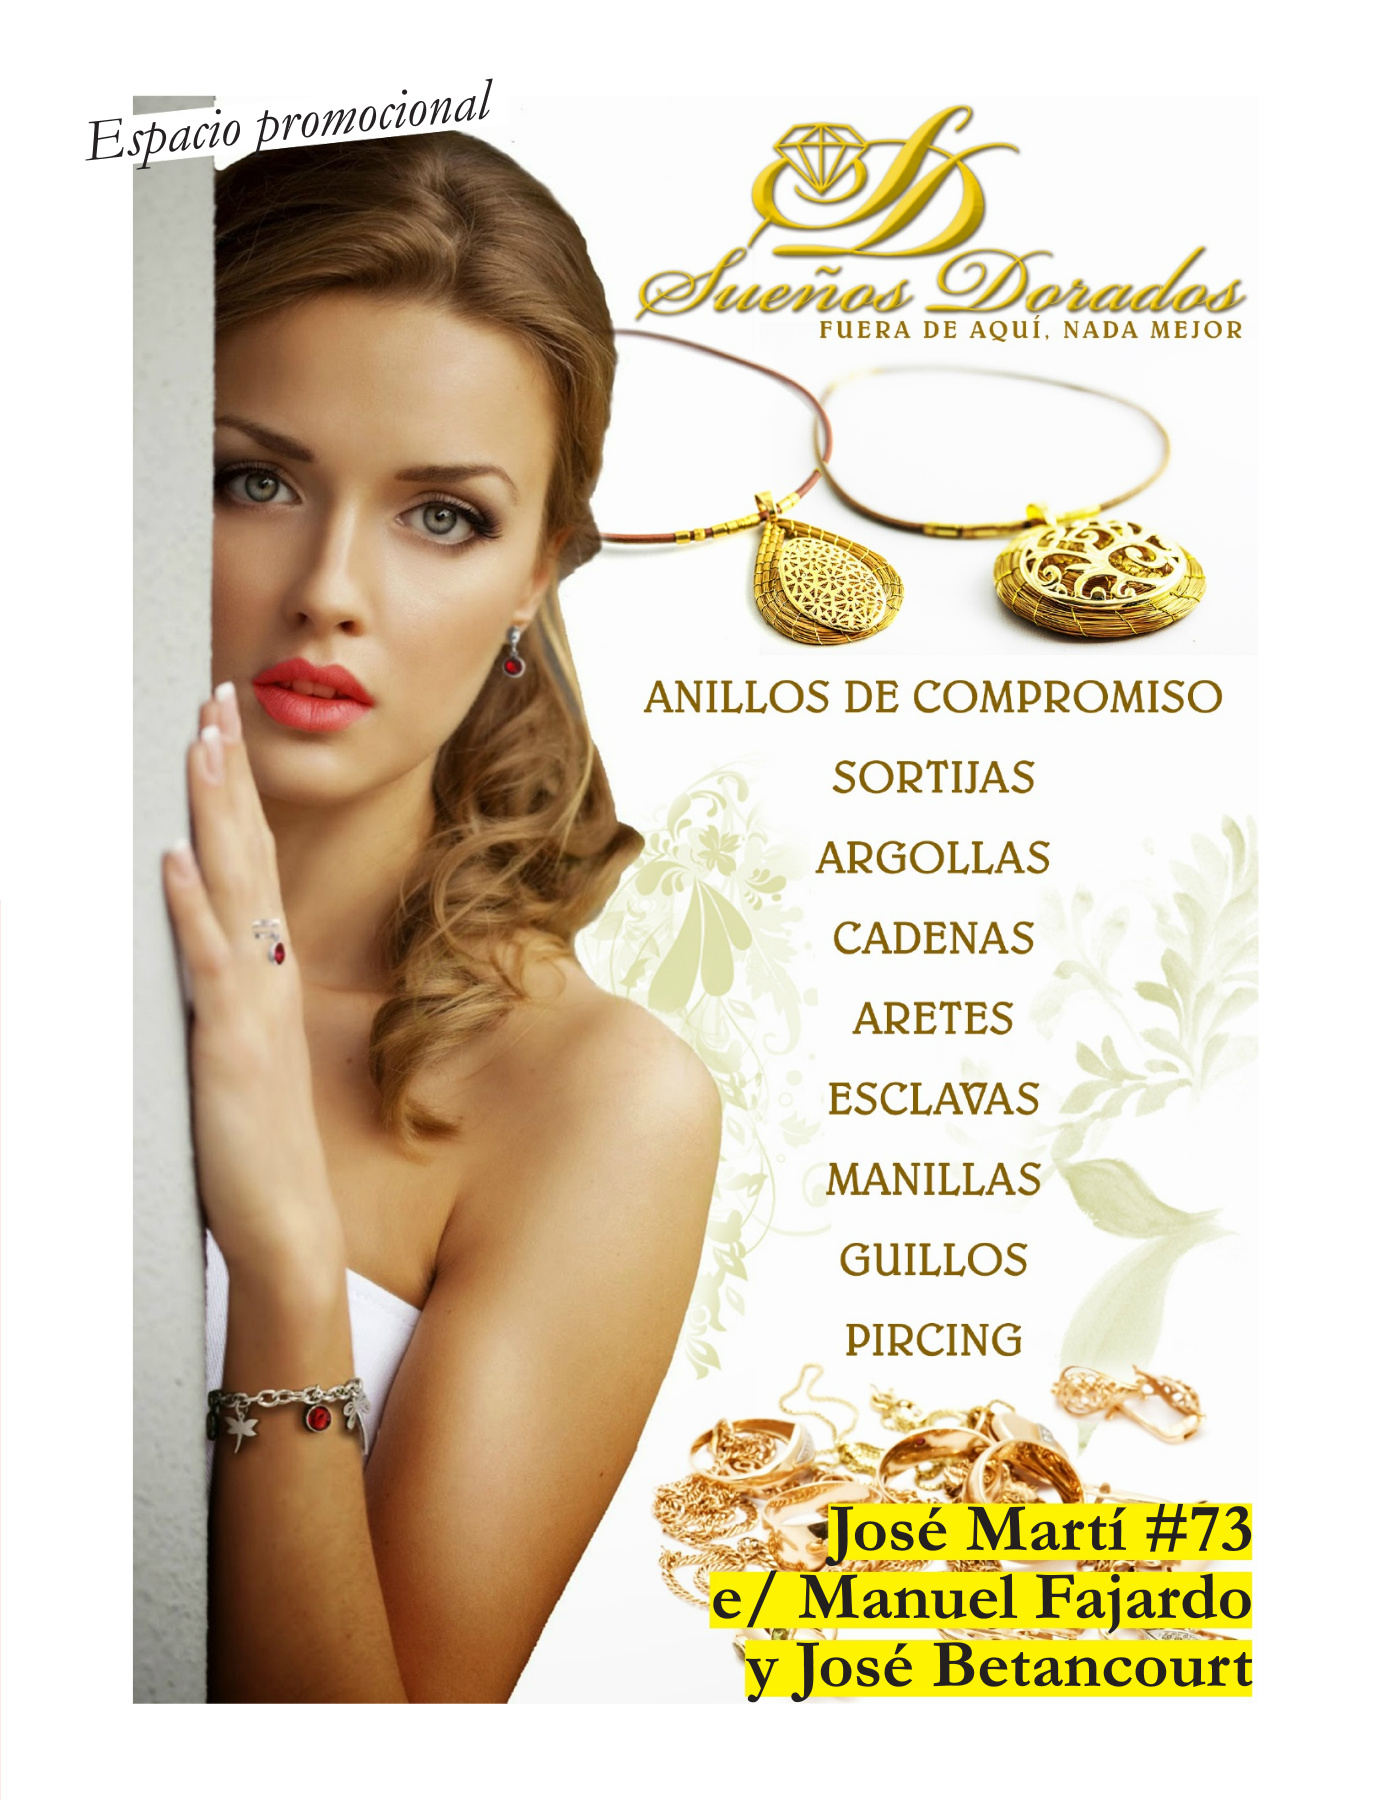 Espacio promocional
SD
Sueños Dorados
FUERA DE AQUÍ, NADA MEJOR
ANILLOS DE COMPROMISO
SORTIJAS
ARGOLLAS
CADENAS
ARETES
ESCLAVAS
MANILLAS
GUILLOS
PIRCING
José Martí #73
e/ Manuel Fajardo
y José Betancourt